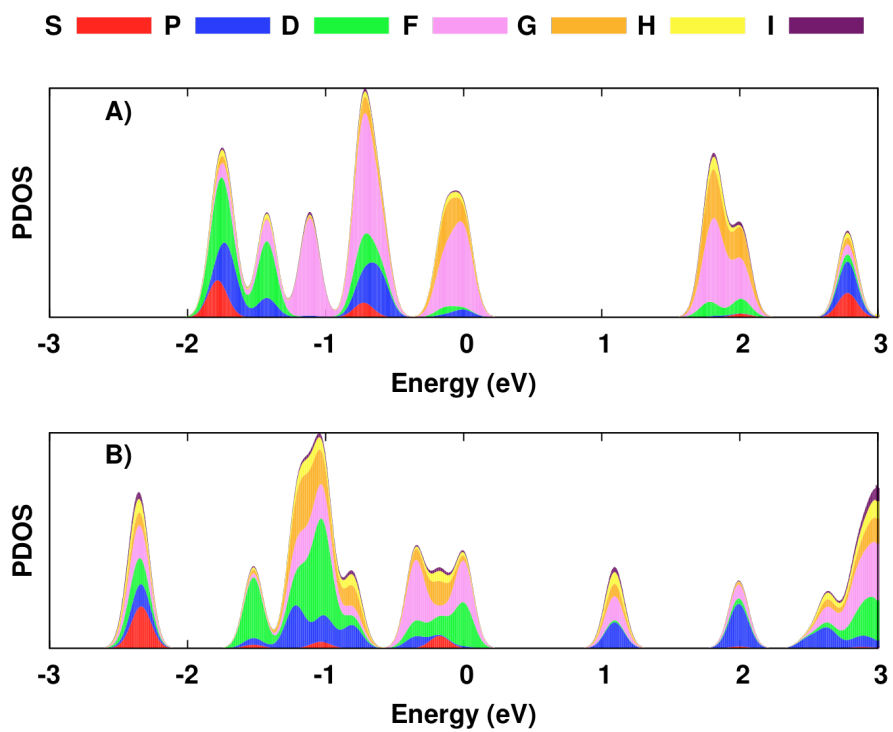 S P D F G H I
A)
PDOS
-3 -2 -1 0 1 2 3
Energy (eV)
B)
PDOS
-3 -2 -1 0 1 2 3
Energy (eV)